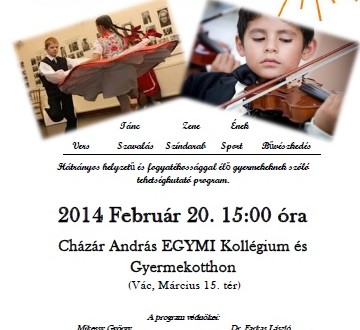 Tánc Zene Ének
Vers Szavalás Színdarab Sport Bűvészkedés
Hátrányos helyzetű és fogyatékossággal élő gyermekeknek szóló
tehetségkutató program.
2014 Február 20. 15:00 óra
Cházár András EGYMI Kollégium és
Gyermekotthon
(Vác, Március 15. tér)
A program védnökei:
Dr. Farkas László